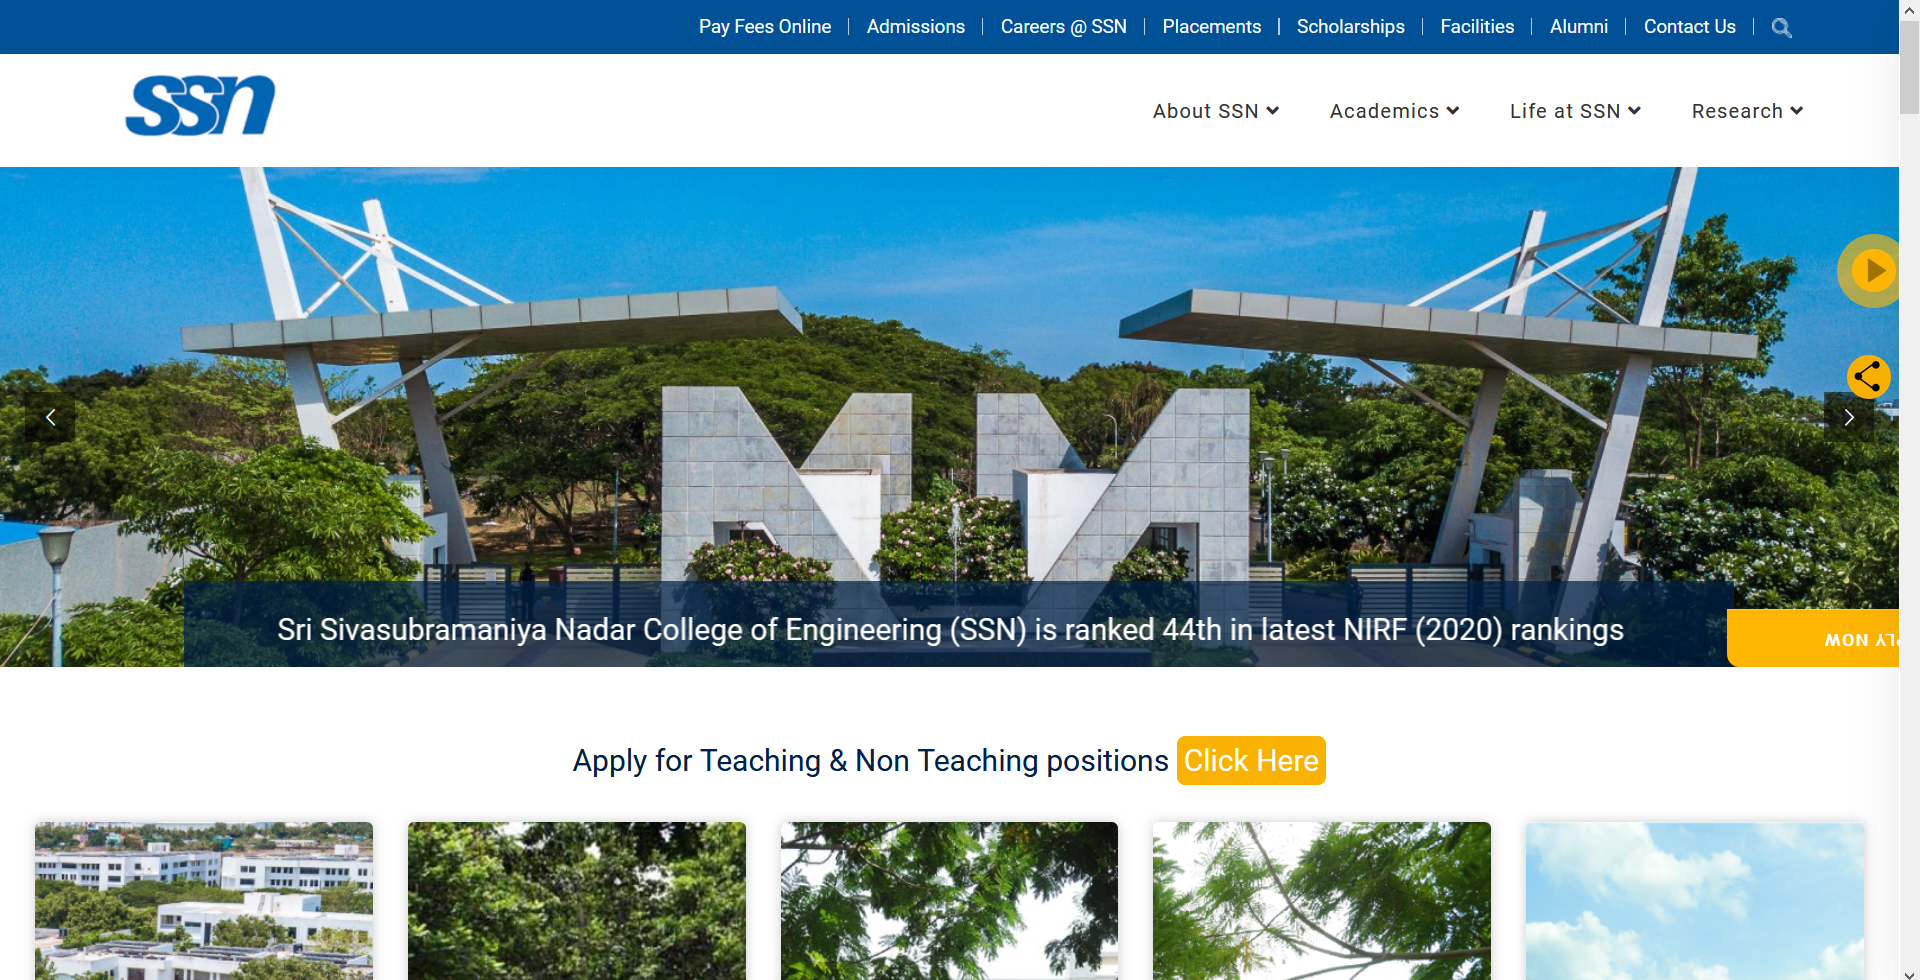 Pay Fees Online | Admissions | Careers @ SSN | Placements | Scholarships | Facilities | Alumni | Contact Us |
ssn
About SSN Academics Life at SSN Research
Sri Sivasubramaniya Nadar College of Engineering (SSN) is ranked 44th in latest NIRF (2020) rankings
NOW
Apply for Teaching & Non Teaching positions Click Here